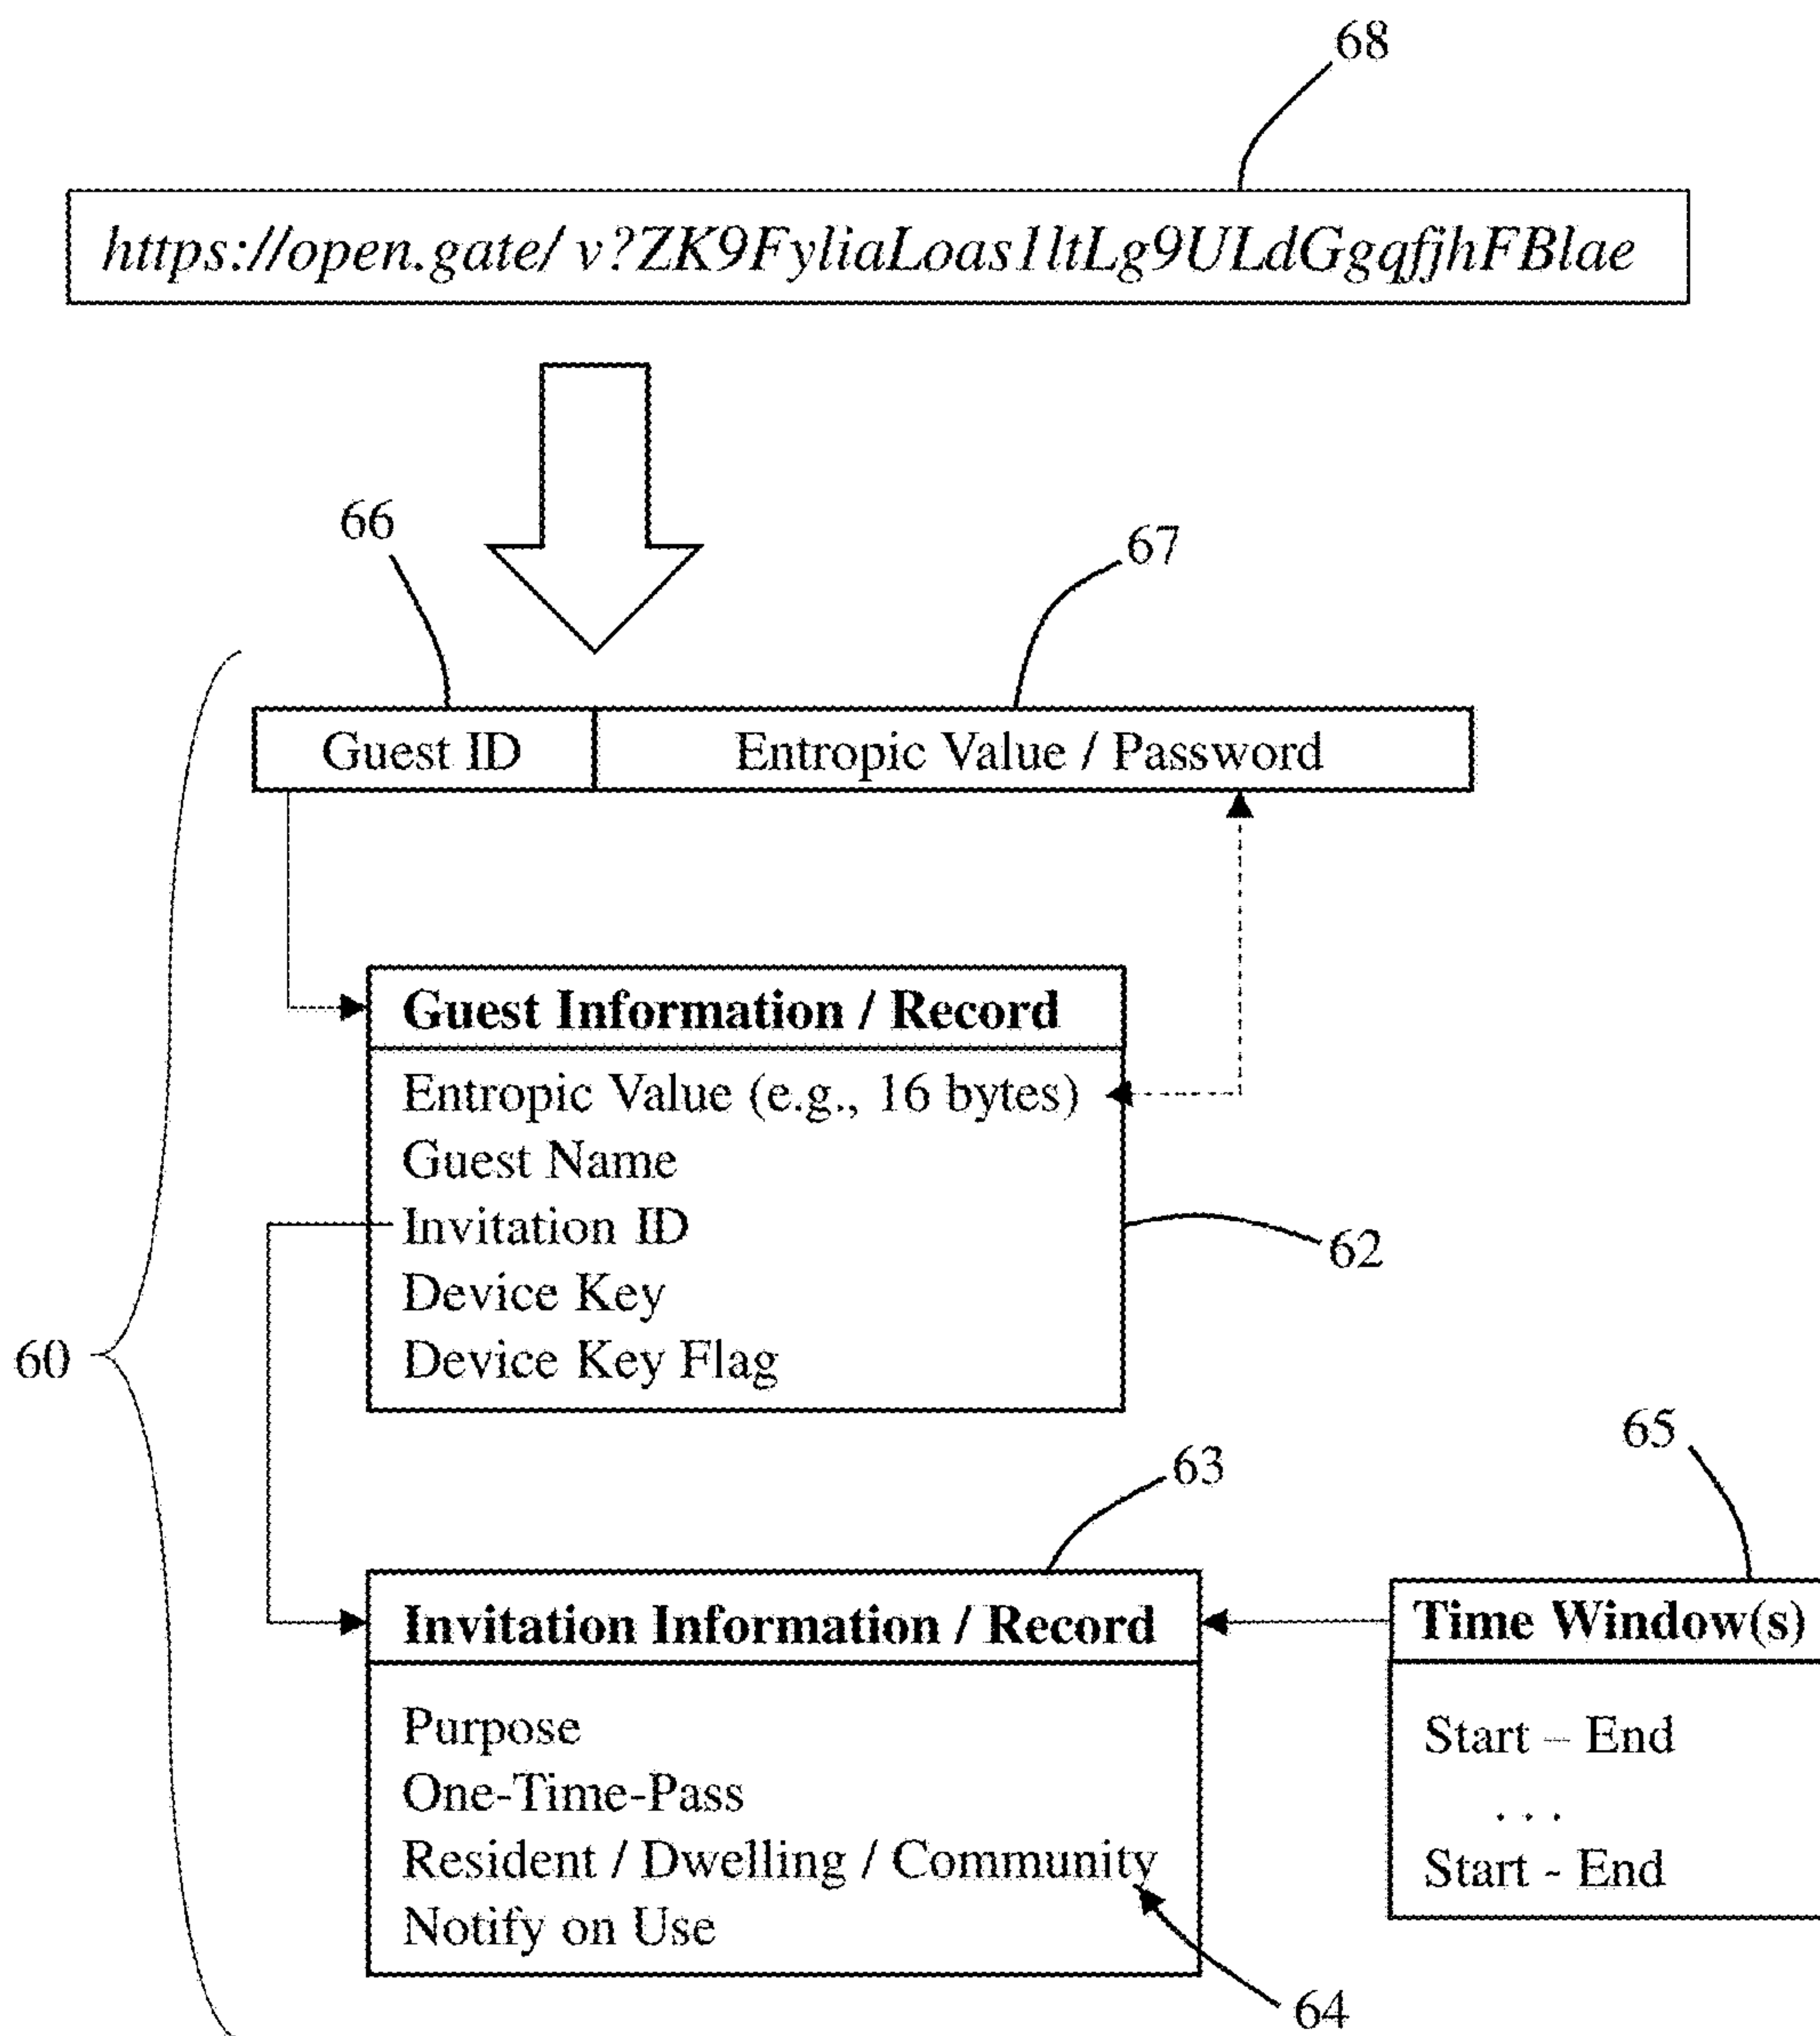 68
https://open.gate/ v?ZK9FyliaLoas1ltLg9ULdGgqfjhFBlae
66
67
Guest ID
Entropic Value / Password
Guest Information / Record
Entropic Value (e.g., 16 bytes)
Guest Name
Invitation ID
62
Device Key
Device Key Flag
60
65
63
Invitation Information / Record
Time Window(s)
Purpose
Start – End
One-Time-Pass
. . .
Resident / Dwelling / Community
Start - End
Notify on Use
64